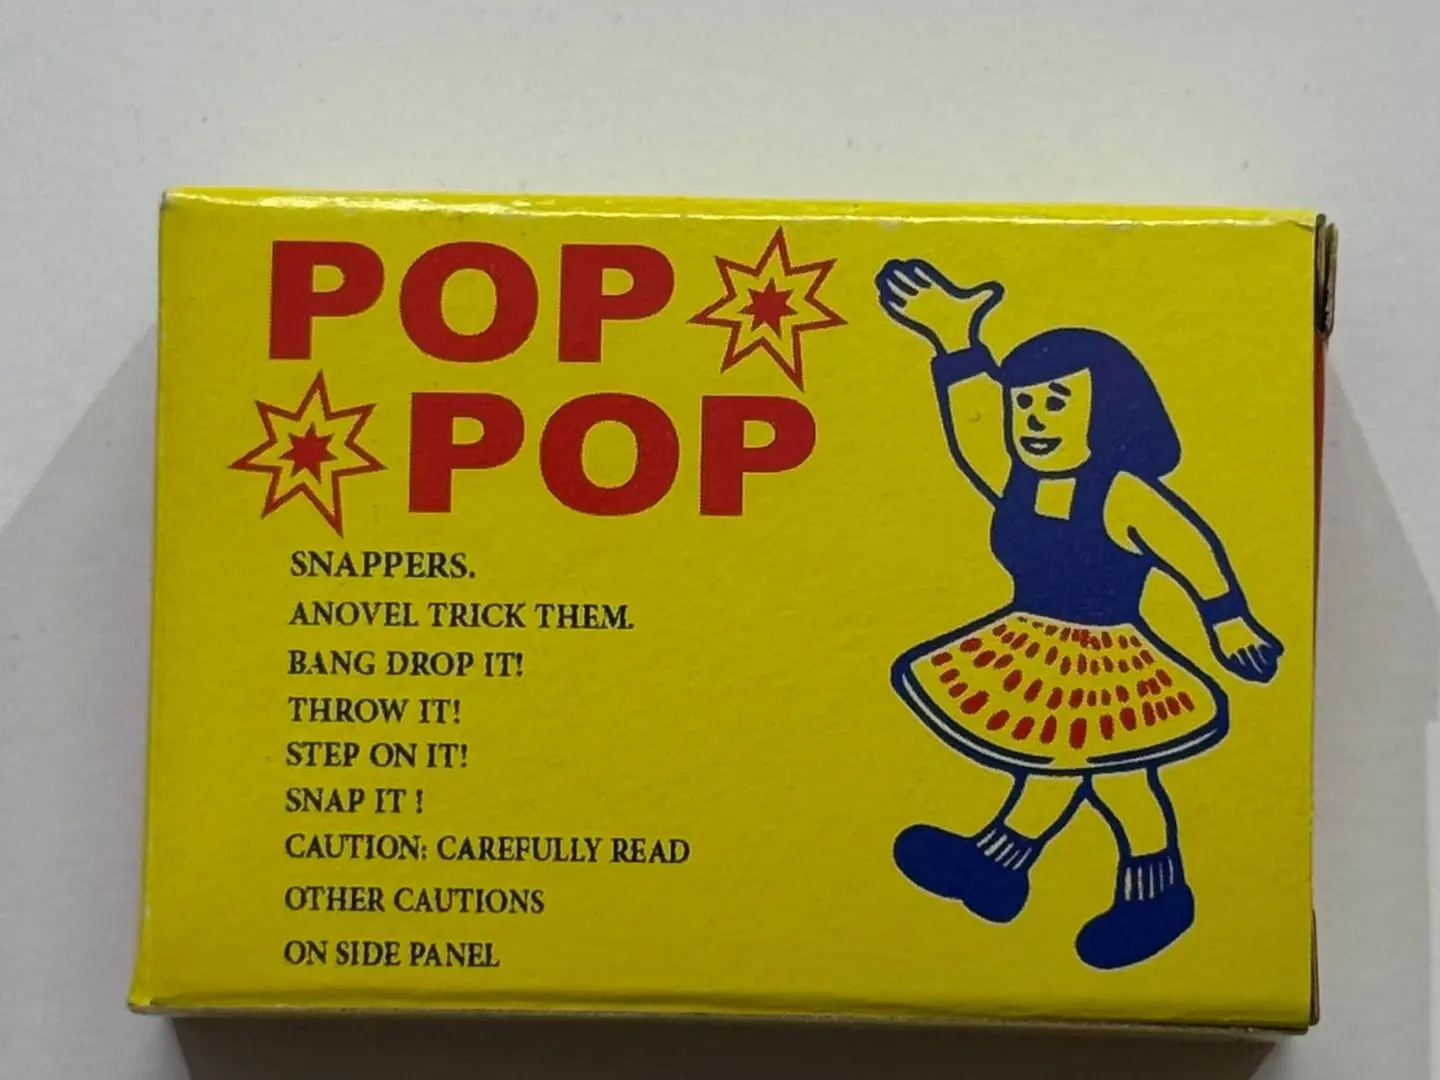 POP
POP
SNAPPERS.
ANOVEL TRICK THEM.
BANG DROP IT!
THROW IT!
STEP ON IT!
SNAP IT !
CAUTION: CAREFULLY READ
OTHER CAUTIONS
ON SIDE PANEL